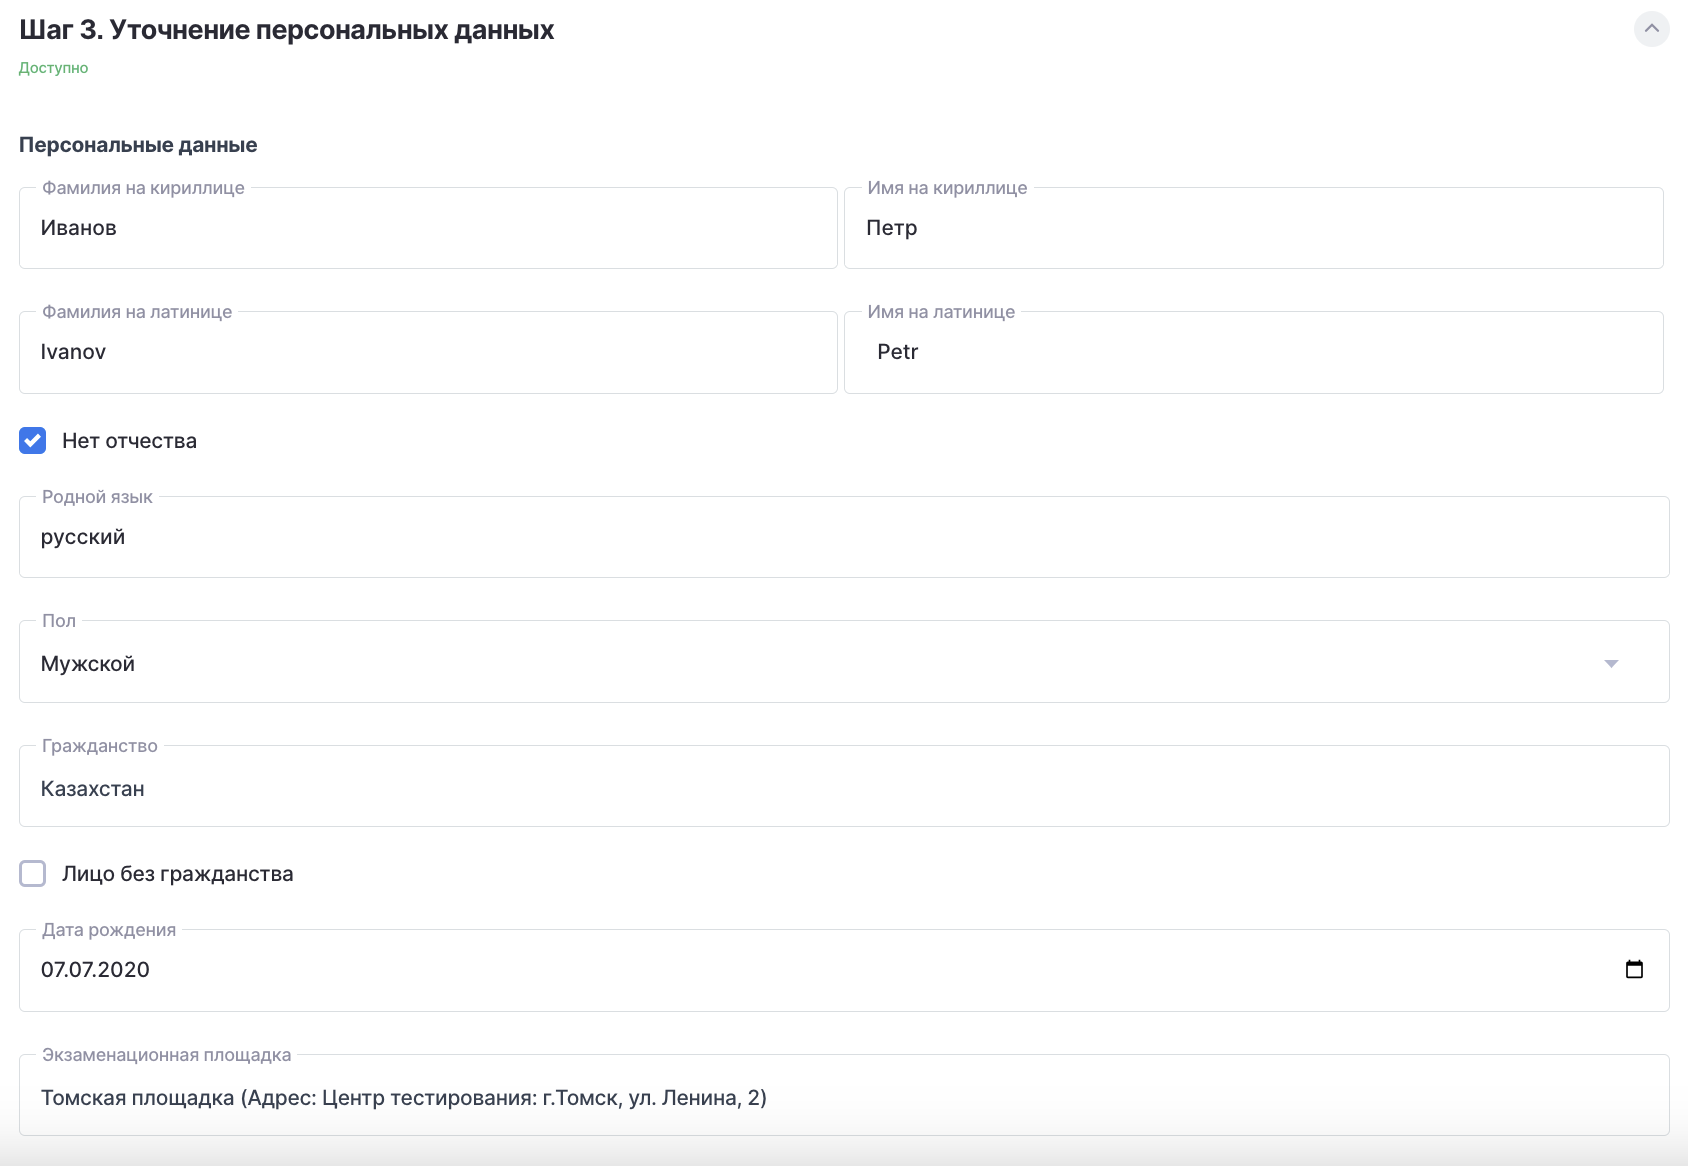 Шаг 3. Уточнение персональных данных
Доступно
Персональные данные
Фамилия на кириллице
Иванов
Имя на кириллице
Петр
Фамилия на латинице
Ivanov
Имя на латинице
Petr
Нет отчества
Родной язык
русский
Пол
Мужской
Гражданство
Казахстан
Лицо без гражданства
Дата рождения
07.07.2020
Экзаменационная площадка
Томская площадка (Адрес: Центр тестирования: г.Томск, ул. Ленина, 2)